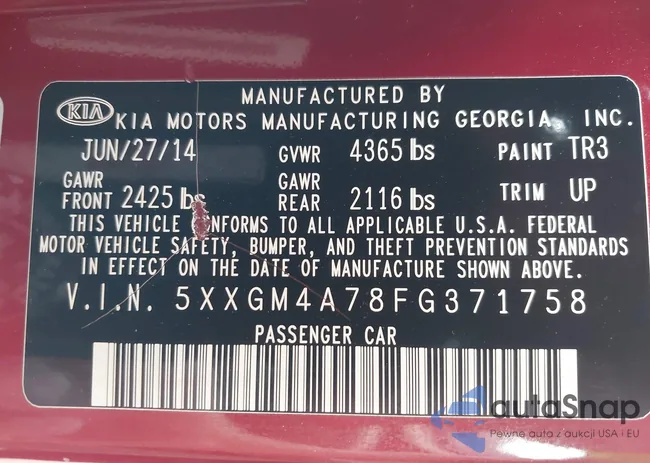 KIA
MANUFACTURED BY
KIA MOTORS MANUFACTURING GEORGIA, INC.
JUN/27/14 GVWR 4365 lbs PAINT TR3
GAWR FRONT 2425 lbs GAWR REAR 2116 lbs TRIM UP
THIS VEHICLE CONFORMS TO ALL APPLICABLE U.S.A. FEDERAL
MOTOR VEHICLE SAFETY, BUMPER, AND THEFT PREVENTION STANDARDS
IN EFFECT ON THE DATE OF MANUFACTURE SHOWN ABOVE.
V.I.N. 5XXGM4A78FG371758
PASSENGER CAR
autaSnap
Pewne auta z aukcji USA i EU